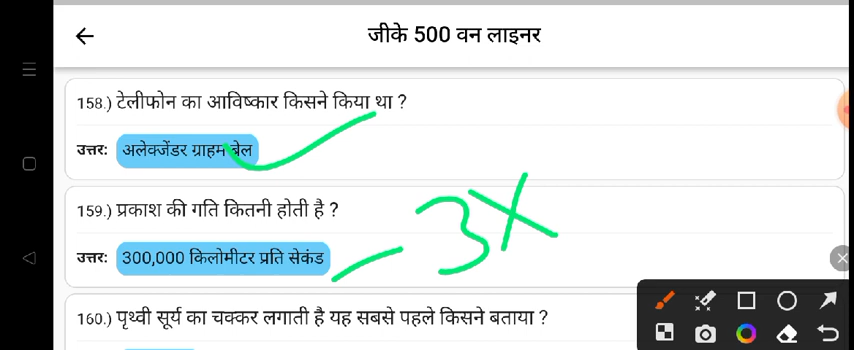 जीके 500 वन लाइनर
158.) टेलीफोन का आविष्कार किसने किया था ?
उत्तर: अलेक्जेंडर ग्राहम बेल
159.) प्रकाश की गति कितनी होती है ?
उत्तर: 300,000 किलोमीटर प्रति सेकंड
3X
160.) पृथ्वी सूर्य का चक्कर लगाती है यह सबसे पहले किसने बताया ?